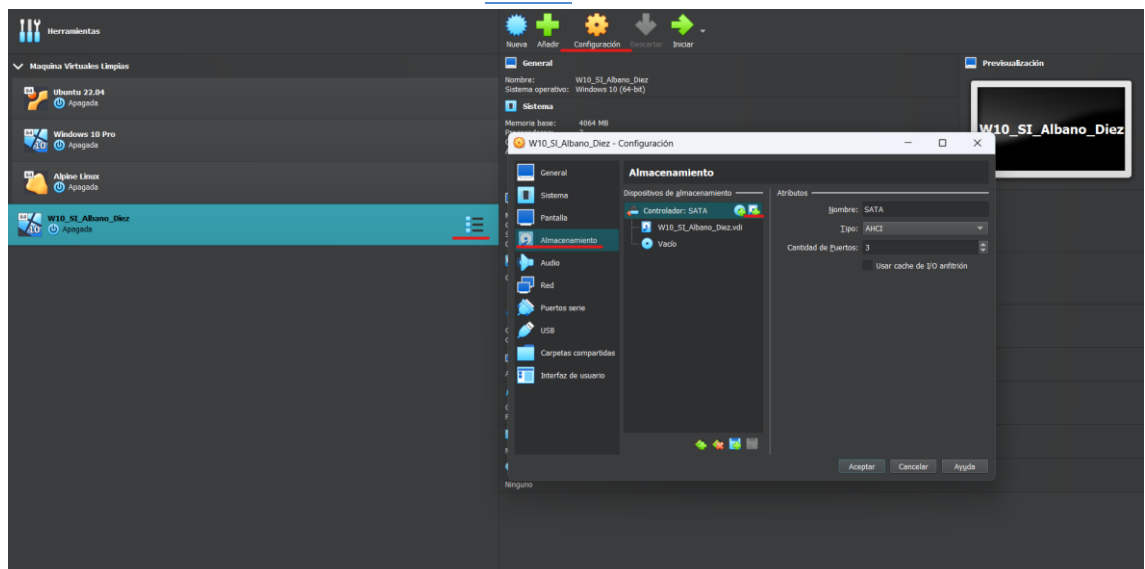 Herramientas
Nueva Añadir Configuración Descartar Iniciar
Maquina Virtuales Limpias
Ubuntu 22.04
Apagada
Windows 10 Pro
Apagada
Alpine Linux
Apagada
W10_SI_Albano_Diez
Apagada
General
Nombre: W10_SI_Albano_Diez
Sistema operativo: Windows 10 (64-bit)
Sistema
Memoria base: 4064 MB
Previsualización
W10_SI_Albano_Diez
W10_SI_Albano_Diez - Configuración
General
Sistema
Pantalla
Almacenamiento
Audio
Red
Puertos serie
USB
Carpetas compartidas
Interfaz de usuario
Almacenamiento
Dispositivos de almacenamiento
Controlador: SATA
W10_SI_Albano_Diez.vdi
Vacío
Atributos
Nombre: SATA
Tipo: AHCI
Cantidad de Puertos: 3
Usar cache de I/O anfitrión
Aceptar Cancelar Ayuda
Ninguno